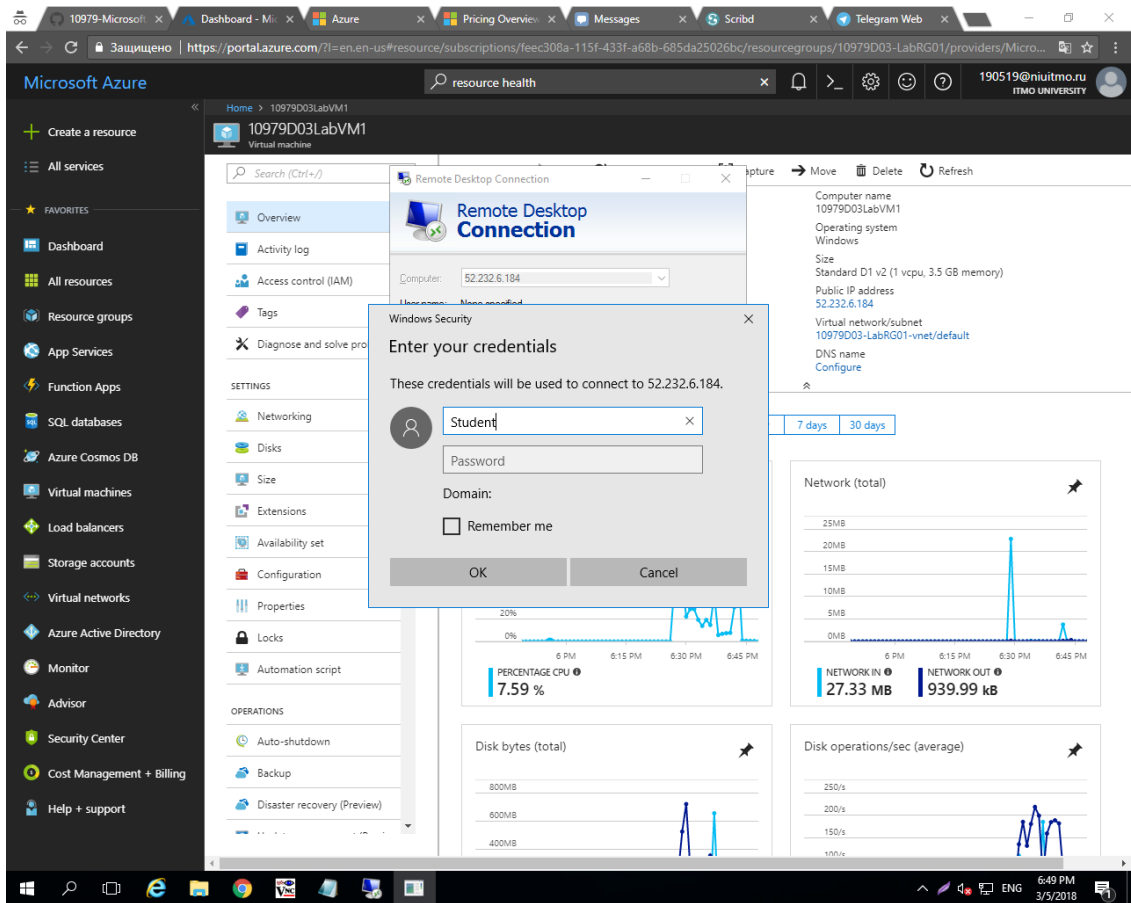 10979-Microsoft
Dashboard - Mic
Azure
Pricing Overview
Messages
Scribd
Telegram Web
Защищено
https://portal.azure.com/?l=en.en-us#resource/subscriptions/feec308a-115f-433f-a68b-685da25026bc/resourcegroups/10979D03-LabRG01/providers/Micro...
Microsoft Azure
resource health
190519@niuitmo.ru
ITMO UNIVERSITY
Home > 10979D03LabVM1
10979D03LabVM1
Virtual machine
Create a resource
All services
FAVORITES
Dashboard
All resources
Resource groups
App Services
Function Apps
SQL databases
Azure Cosmos DB
Virtual machines
Load balancers
Storage accounts
Virtual networks
Azure Active Directory
Monitor
Advisor
Security Center
Cost Management + Billing
Help + support
Search (Ctrl+/)
Overview
Activity log
Access control (IAM)
Tags
Diagnose and solve pro
SETTINGS
Networking
Disks
Size
Extensions
Availability set
Configuration
Properties
Locks
Automation script
OPERATIONS
Auto-shutdown
Backup
Disaster recovery (Preview)
apture
Move
Delete
Refresh
Computer name
10979D03LabVM1
Operating system
Windows
Size
Standard D1 v2 (1 vcpu, 3.5 GB memory)
Public IP address
52.232.6.184
Virtual network/subnet
10979D03-LabRG01-vnet/default
DNS name
Configure
Remote Desktop Connection
Remote Desktop
Connection
Computer:
52.232.6.184
Windows Security
Enter your credentials
These credentials will be used to connect to 52.232.6.184.
Student
Password
Domain:
Remember me
OK
Cancel
7 days
30 days
20%
0%
6 PM
6:15 PM
6:30 PM
6:45 PM
PERCENTAGE CPU
7.59 %
Network (total)
25MB
20MB
15MB
10MB
5MB
0MB
6 PM
6:15 PM
6:30 PM
6:45 PM
NETWORK IN
27.33 MB
NETWORK OUT
939.99 kB
Disk bytes (total)
800MB
600MB
400MB
Disk operations/sec (average)
250/s
200/s
150/s
100/s
ENG
6:49 PM
3/5/2018